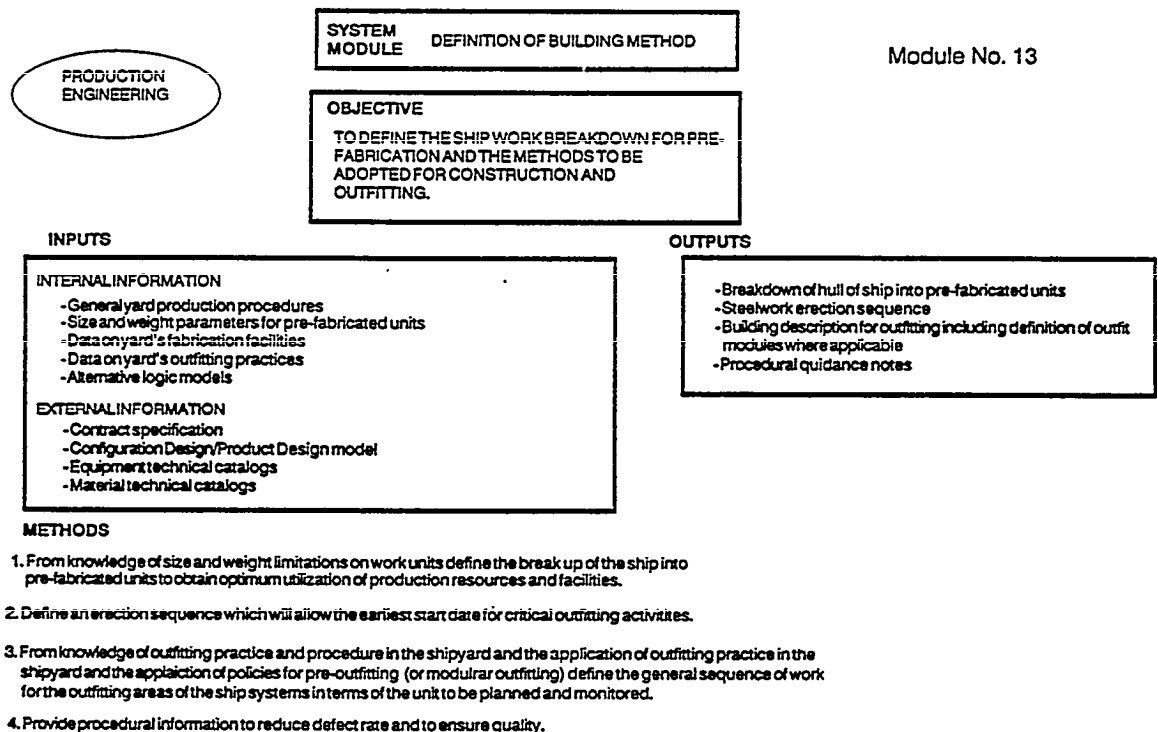 SYSTEM
MODULE DEFINITION OF BUILDING METHOD
Module No. 13
PRODUCTION
ENGINEERING
OBJECTIVE
TO DEFINE THE SHIP WORK BREAKDOWN FOR PRE-
FABRICATION AND THE METHODS TO BE
ADOPTED FOR CONSTRUCTION AND
OUTFITTING.
INPUTS
INTERNAL INFORMATION
-General yard production procedures
-Size and weight parameters for pre-fabricated units
-Data on yard's fabrication facilities
-Data on yard's outfitting practices
-Alternative logic models
EXTERNAL INFORMATION
-Contract specification
-Configuration Design/Product Design model
-Equipment technical catalogs
-Material technical catalogs
OUTPUTS
-Breakdown of hull of ship into pre-fabricated units
-Steelwork erection sequence
-Building description for outfitting including definition of outfit
modules where applicable
-Procedural quidance notes
METHODS
1. From knowledge of size and weight limitations on work units define the break up of the ship into
pre-fabricated units to obtain optimum utilization of production resources and facilities.
2. Define an erection sequence which will allow the earliest start date for critical outfitting activitites.
3. From knowledge of outfitting practice and procedure in the shipyard and the application of outfitting practice in the
shipyard and the applaiction of policies for pre-outfitting (or modulrar outfitting) define the general sequence of work
for the outfitting areas of the ship systems in terms of the unit to be planned and monitored.
4. Provide procedural information to reduce defect rate and to ensure quality.